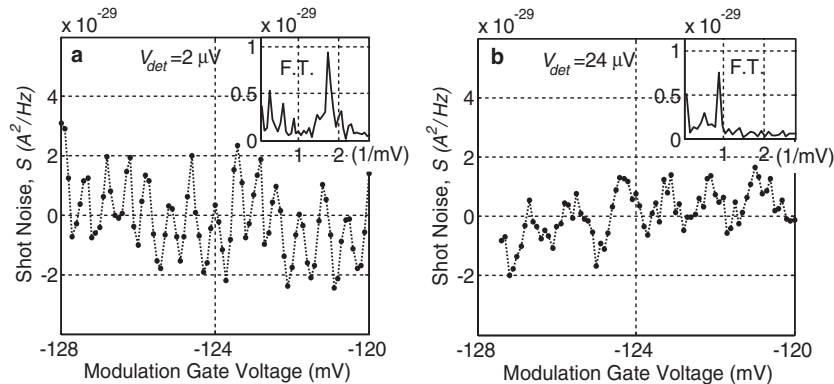 x 10⁻²⁹
x 10⁻²⁹
x 10⁻²⁹
x 10⁻²⁹
a
V_det=2 μV
F.T.
1
0.5
0
1
2 (1/mV)
b
V_det=24 μV
F.T.
1
0.5
0
1
2 (1/mV)
Shot Noise, S (A²/Hz)
4
2
0
-2
-128
-124
-120
Modulation Gate Voltage (mV)
Shot Noise, S (A²/Hz)
4
2
0
-2
-128
-124
-120
Modulation Gate Voltage (mV)